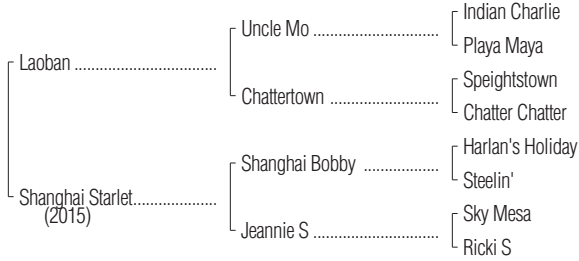 Indian Charlie
Uncle Mo ..................................
Playa Maya
Laoban ......................................
Speightstown
Chattertown .............................
Chatter Chatter
Harlan's Holiday
Shanghai Bobby ....................
Steelin'
Shanghai Starlet......................
(2015)
Sky Mesa
Jeannie S ..................................
Ricki S